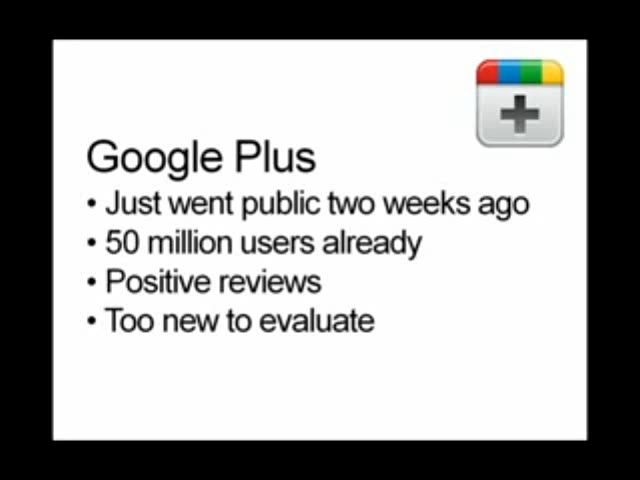 Google Plus
• Just went public two weeks ago
• 50 million users already
• Positive reviews
• Too new to evaluate